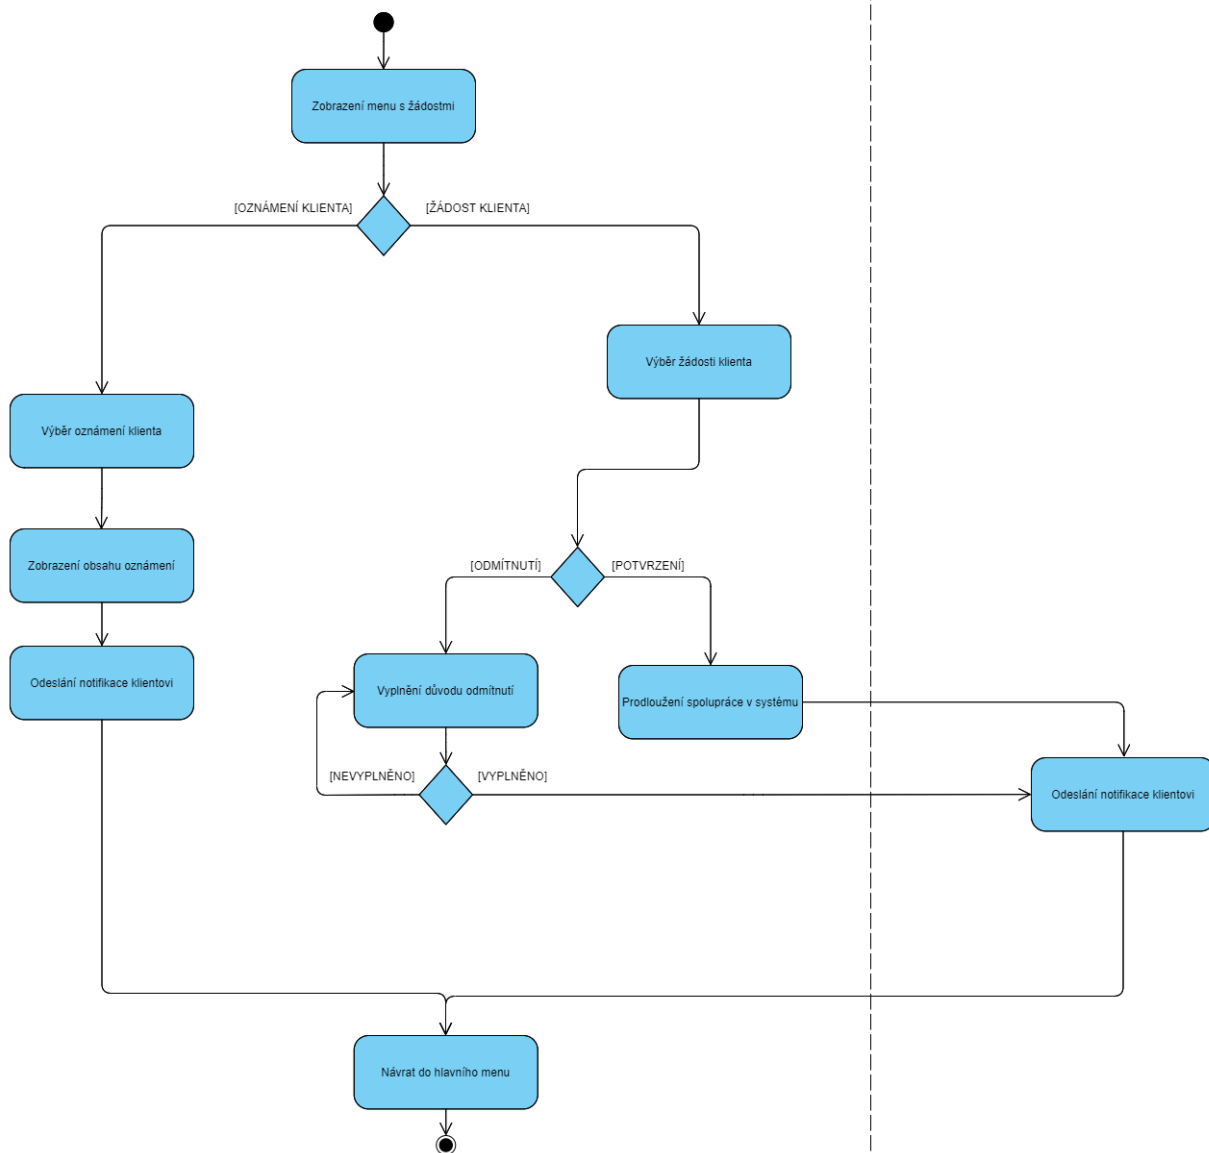 Zobrazení menu s žádostmi
[OZNÁMENÍ KLIENTA]
[ŽÁDOST KLIENTA]
Výběr žádosti klienta
Výběr oznámení klienta
Zobrazení obsahu oznámení
[ODMÍTNUTÍ]
[POTVRZENÍ]
Odeslání notifikace klientovi
Vyplnění důvodu odmítnutí
Prodloužení spolupráce v systému
[NEVYPLNĚNO]
[VYPLNĚNO]
Odeslání notifikace klientovi
Návrat do hlavního menu